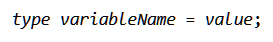 type variableName = value;